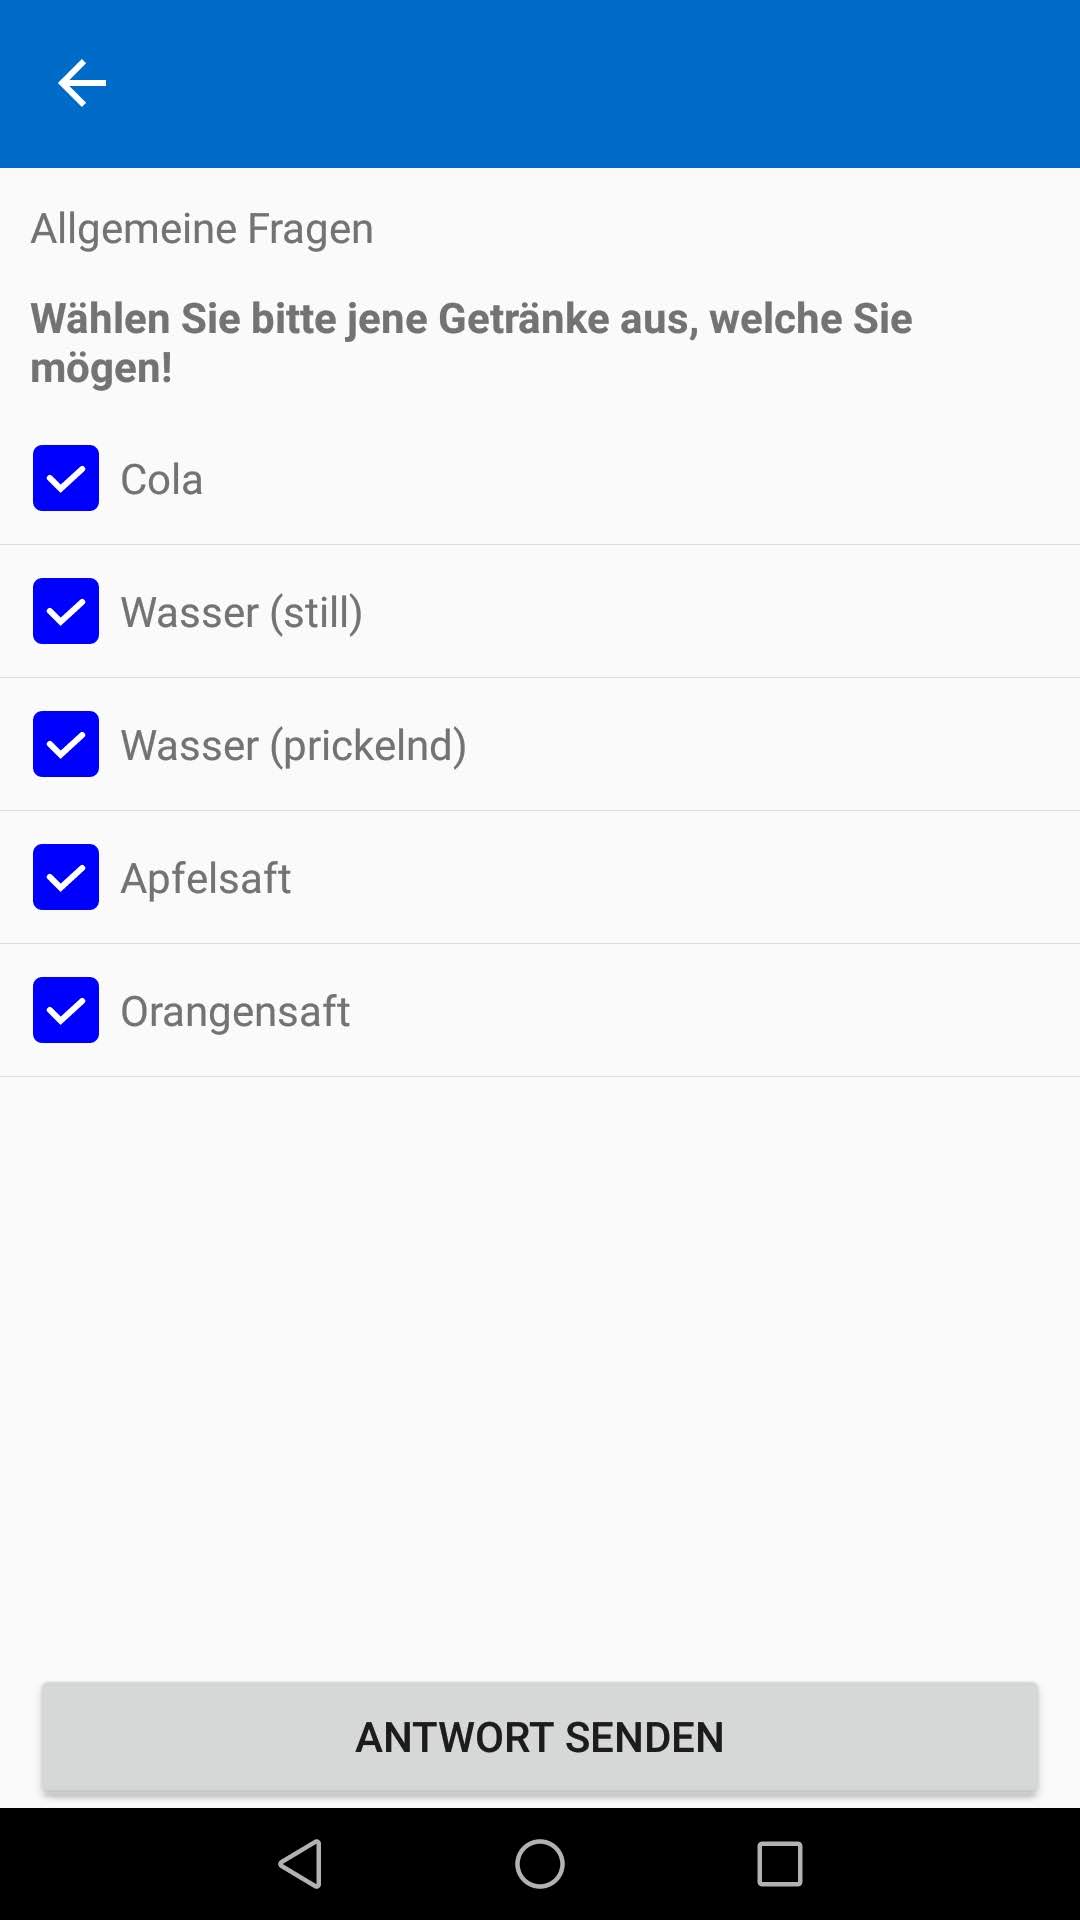 Allgemeine Fragen
Wählen Sie bitte jene Getränke aus, welche Sie
mögen!
Cola
Wasser (still)
Wasser (prickelnd)
Apfelsaft
Orangensaft
ANTWORT SENDEN